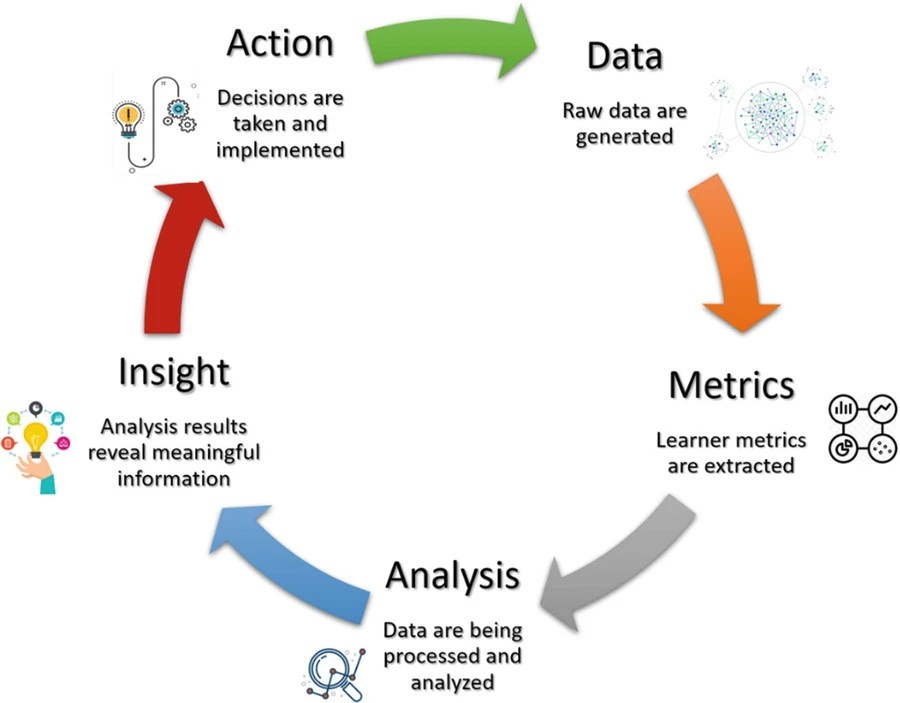 Action
Decisions are
taken and
implemented
Data
Raw data are
generated
Metrics
Learner metrics
are extracted
Analysis
Data are being
processed and
analyzed
Insight
Analysis results
reveal meaningful
information